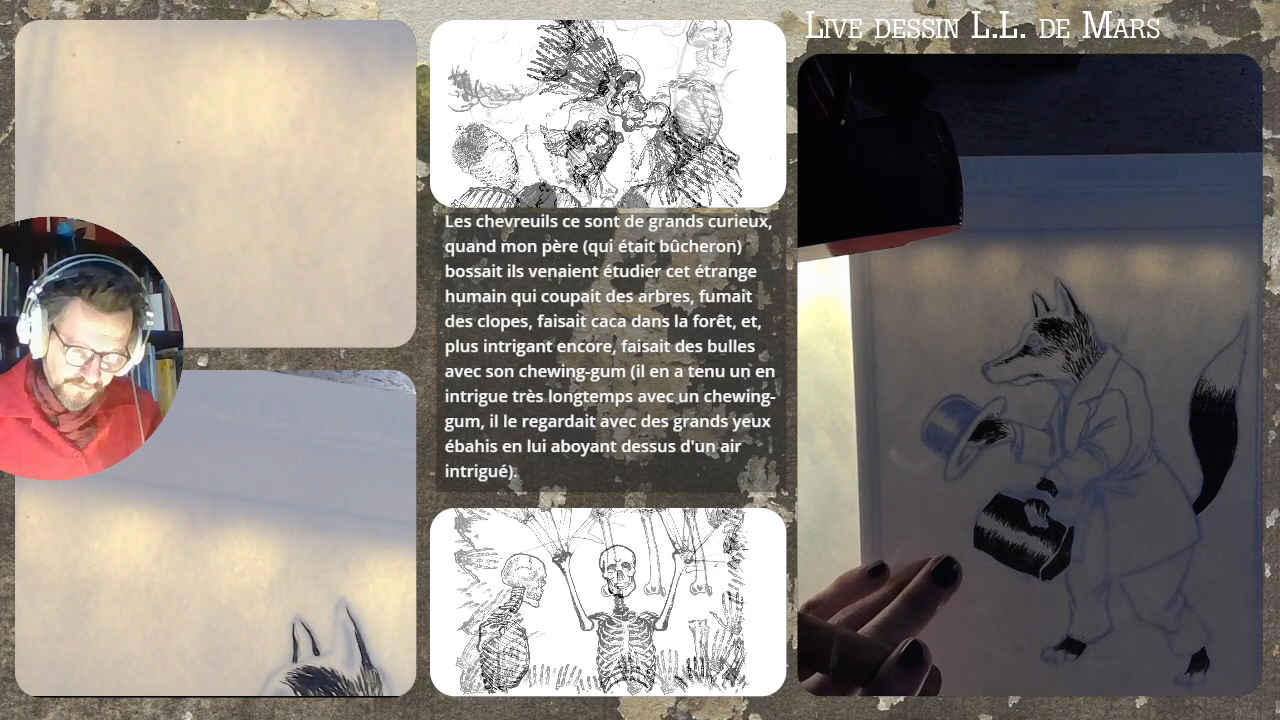 Live dessin L.L. de Mars
Les chevreuils ce sont de grands curieux,
quand mon père (qui était bûcheron)
bossait ils venaient étudier cet étrange
humain qui coupait des arbres, fumait
des clopes, faisait caca dans la forêt, et,
plus intrigant encore, faisait des bulles
avec son chewing-gum (il en a tenu un en
intrigue très longtemps avec un chewing-
gum, il le regardait avec des grands yeux
ébahis en lui aboyant dessus d'un air
intrigué).